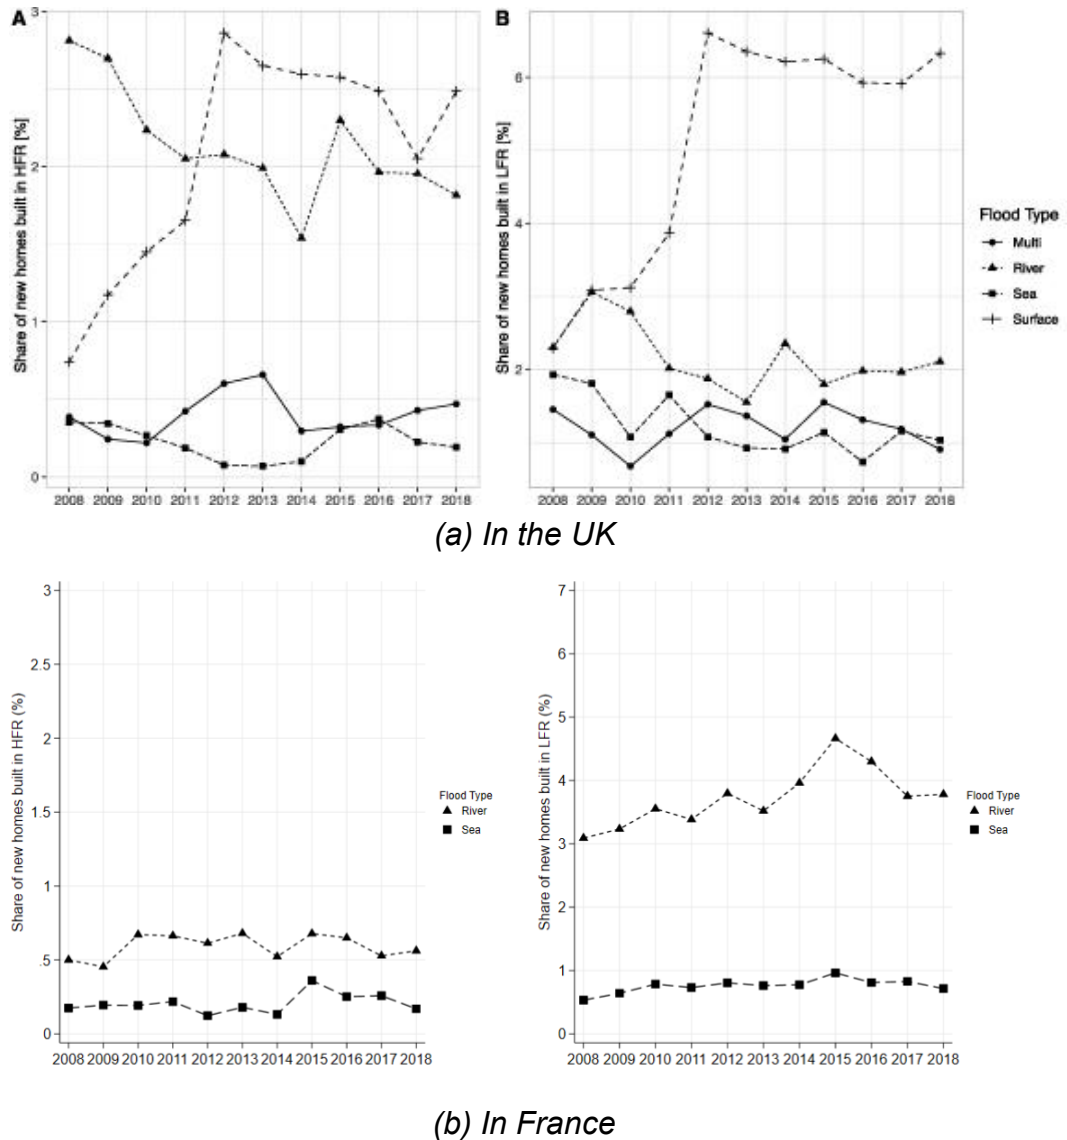 A
Share of new homes built in HFR [%]
3
2
1
0
2008 2009 2010 2011 2012 2013 2014 2015 2016 2017 2018
B
Share of new homes built in LFR [%]
6
4
2
2008 2009 2010 2011 2012 2013 2014 2015 2016 2017 2018
Flood Type
Multi
River
Sea
Surface
(a) In the UK
Share of new homes built in HFR (%)
3
2.5
2
1.5
1
.5
0
2008 2009 2010 2011 2012 2013 2014 2015 2016 2017 2018
Flood Type
River
Sea
Share of new homes built in LFR (%)
7
6
5
4
3
2
1
0
2008 2009 2010 2011 2012 2013 2014 2015 2016 2017 2018
Flood Type
River
Sea
(b) In France